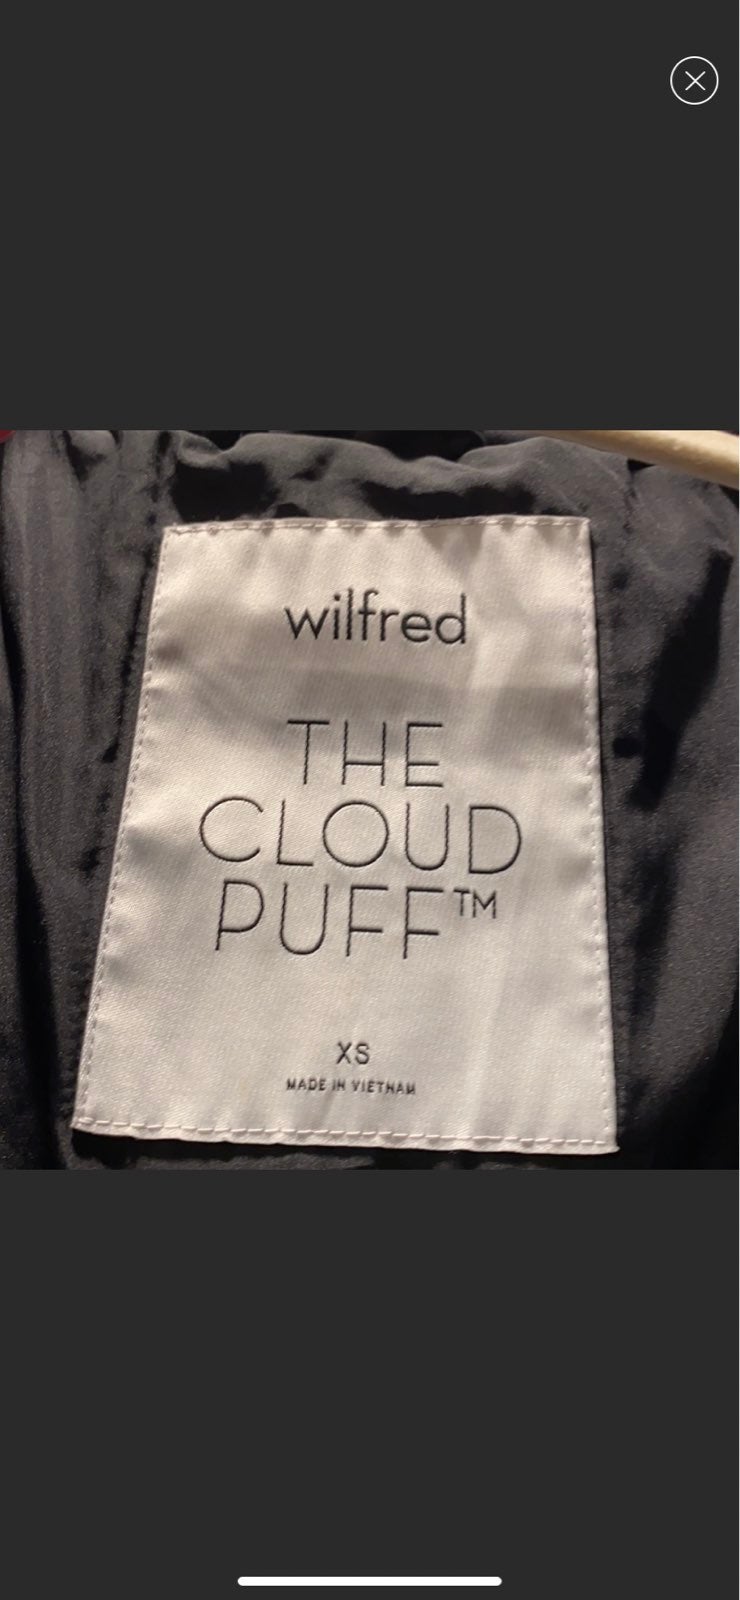 wilfred
THE
CLOUD
PUFF™
XS
MADE IN VIETNAM